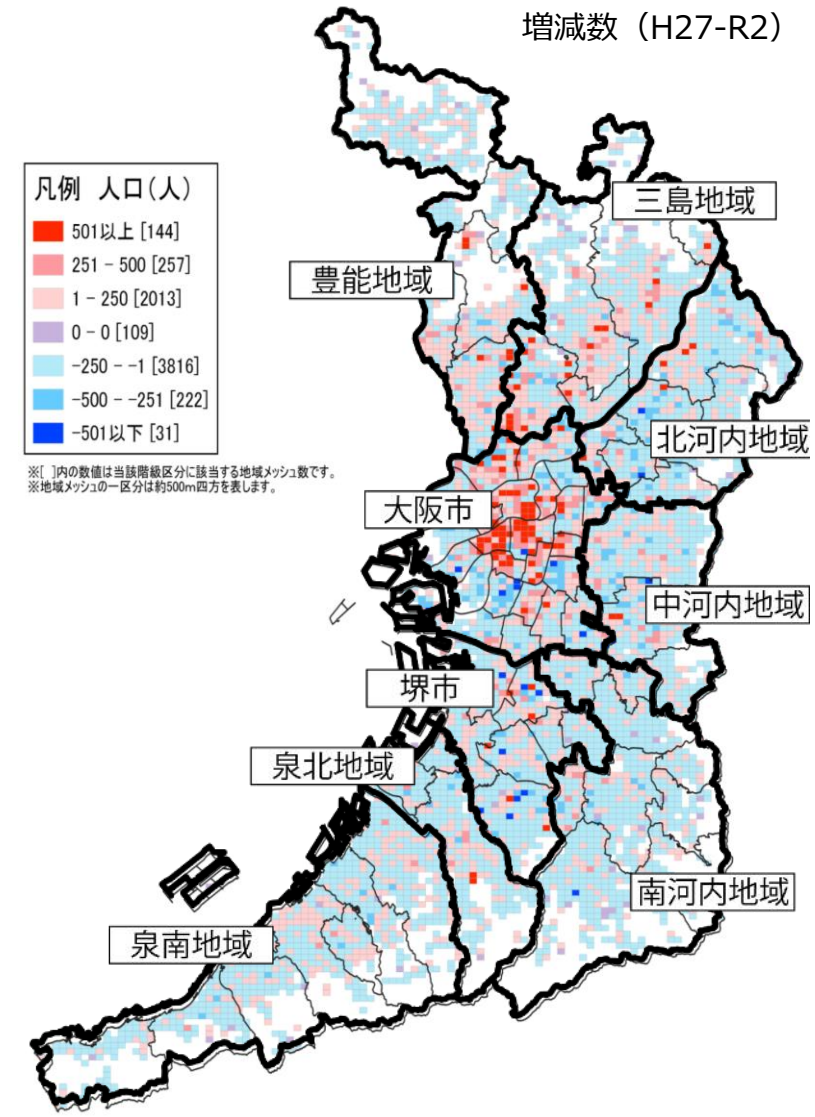 増減数（H27-R2）
凡例 人口（人）
501以上 [144]
251 - 500 [257]
1 - 250 [2013]
0 - 0 [109]
-250 - -1 [3816]
-500 - -251 [222]
-501以下 [31]
※[ ]内の数値は当該階級区分に該当する地域メッシュ数です。
※地域メッシュの一区分は約500m四方を表します。
三島地域
豊能地域
北河内地域
大阪市
中河内地域
堺市
泉北地域
南河内地域
泉南地域